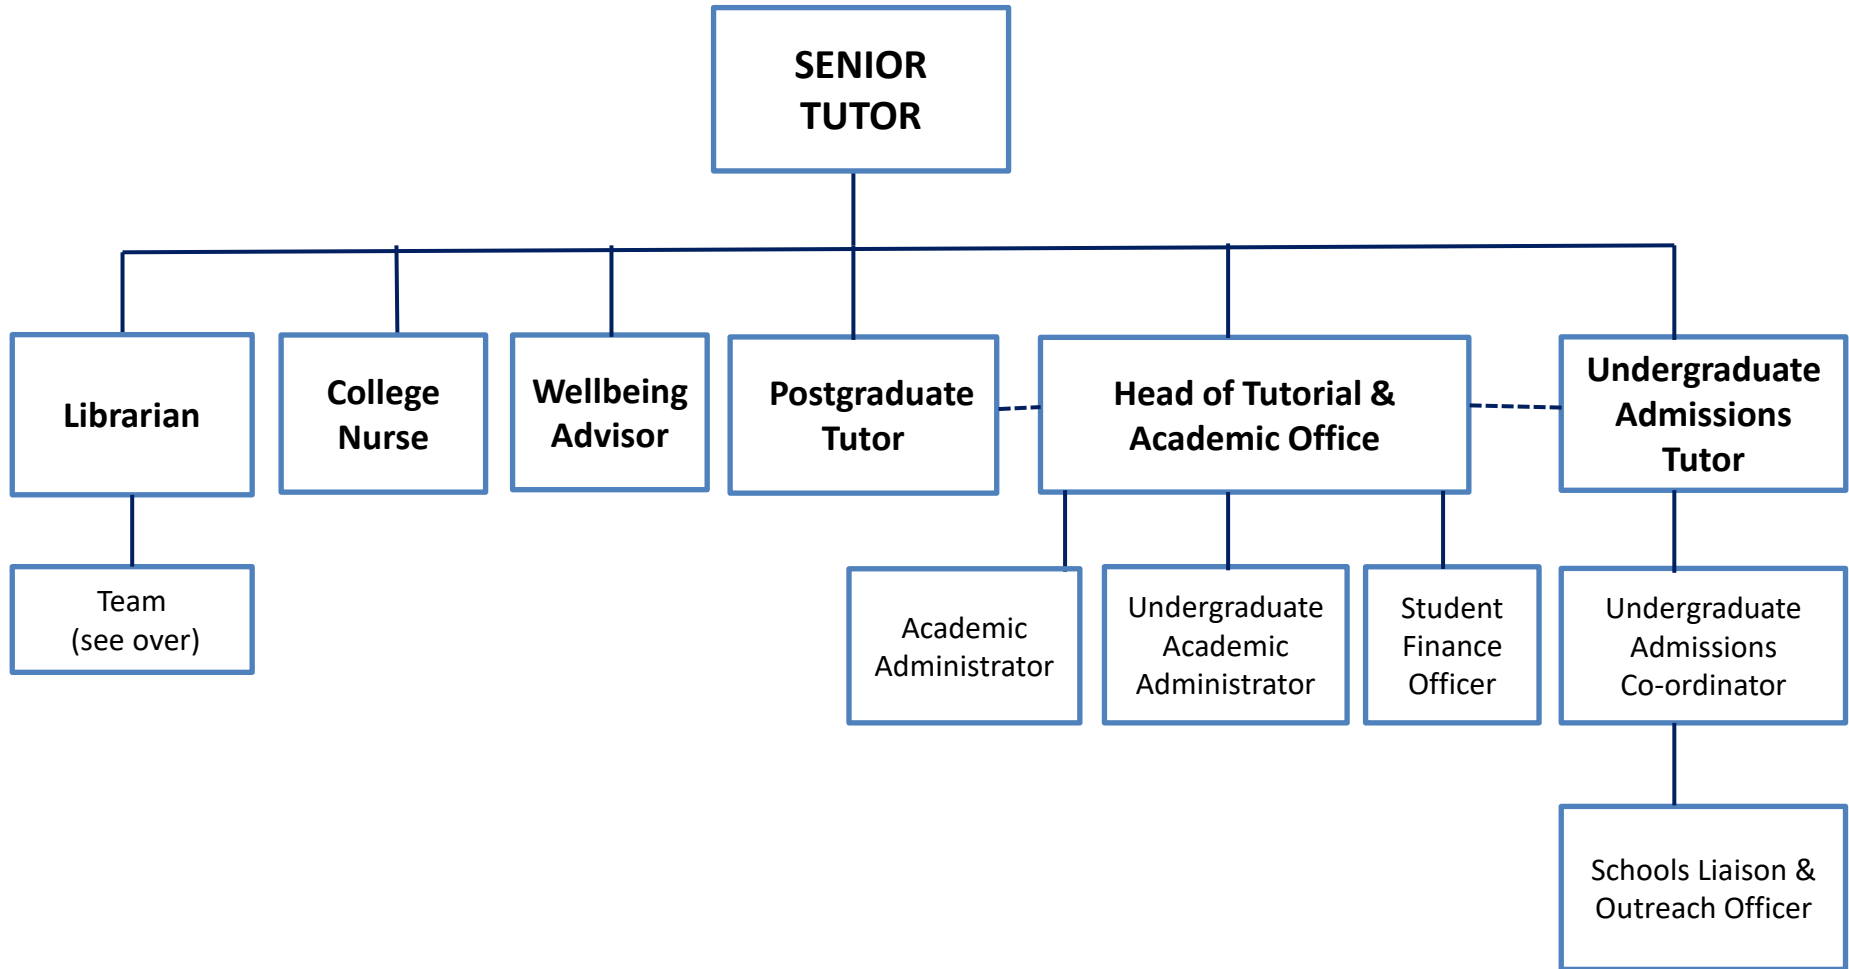 SENIOR
TUTOR
Librarian
College
Nurse
Wellbeing
Advisor
Postgraduate
Tutor
Head of Tutorial &
Academic Office
Undergraduate
Admissions
Tutor
Team
(see over)
Academic
Administrator
Undergraduate
Academic
Administrator
Student
Finance
Officer
Undergraduate
Admissions
Co-ordinator
Schools Liaison &
Outreach Officer